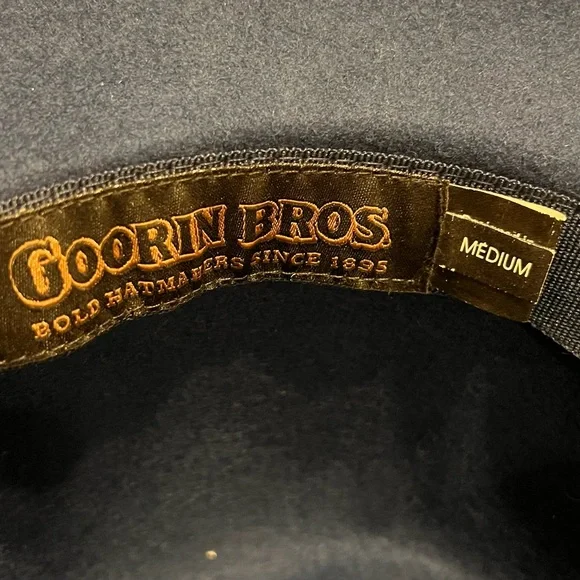 GOORIN BROS.
BOLD HATMAKERS SINCE 1895
MEDIUM